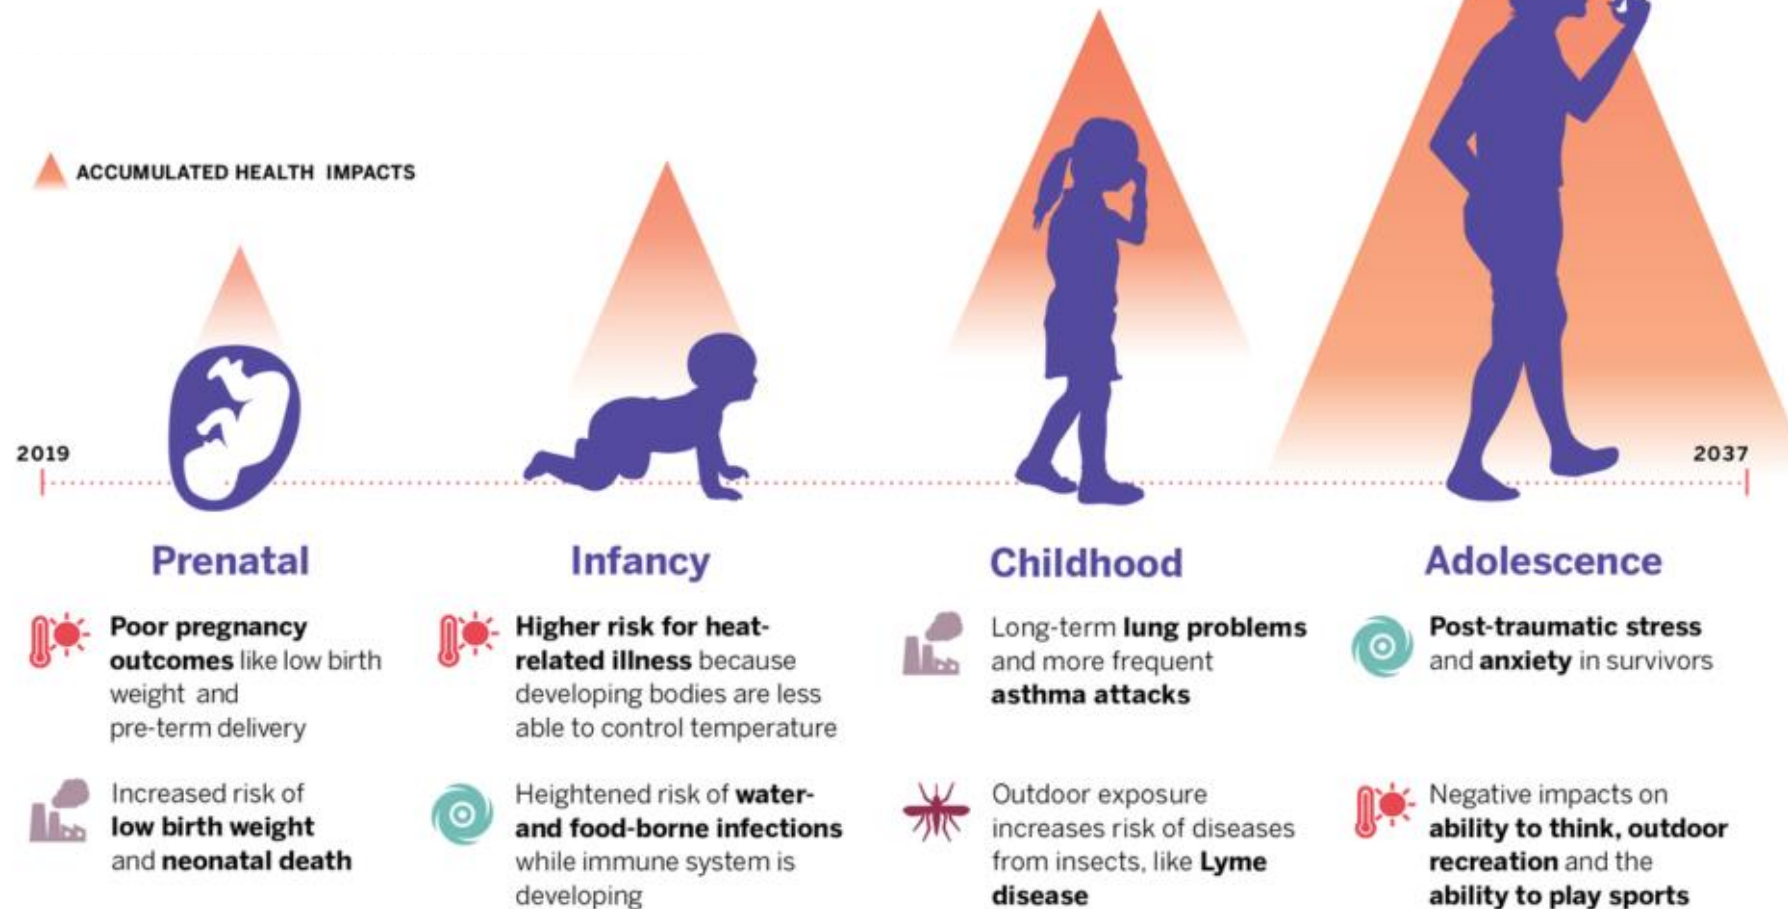 ACCUMULATED HEALTH IMPACTS
2019
2037
Prenatal
Poor pregnancy
outcomes like low birth
weight and
pre-term delivery
Increased risk of
low birth weight
and neonatal death
Infancy
Higher risk for heat-
related illness because
developing bodies are less
able to control temperature
Heightened risk of water-
and food-borne infections
while immune system is
developing
Childhood
Long-term lung problems
and more frequent
asthma attacks
Outdoor exposure
increases risk of diseases
from insects, like Lyme
disease
Adolescence
Post-traumatic stress
and anxiety in survivors
Negative impacts on
ability to think, outdoor
recreation and the
ability to play sports